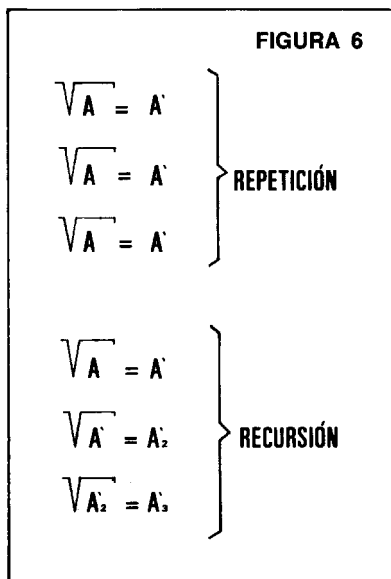 FIGURA 6
√A = A`
√A = A`
√A = A`
REPETICIÓN
√A = A`
√A` = A`₂
√A`₂ = A`₃
RECURSIÓN